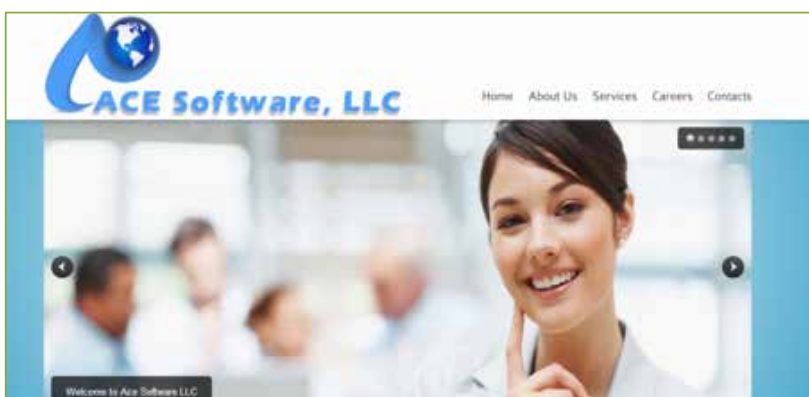 ACE Software, LLC
Home About Us Services Careers Contacts
Welcome to Ace Software LLC